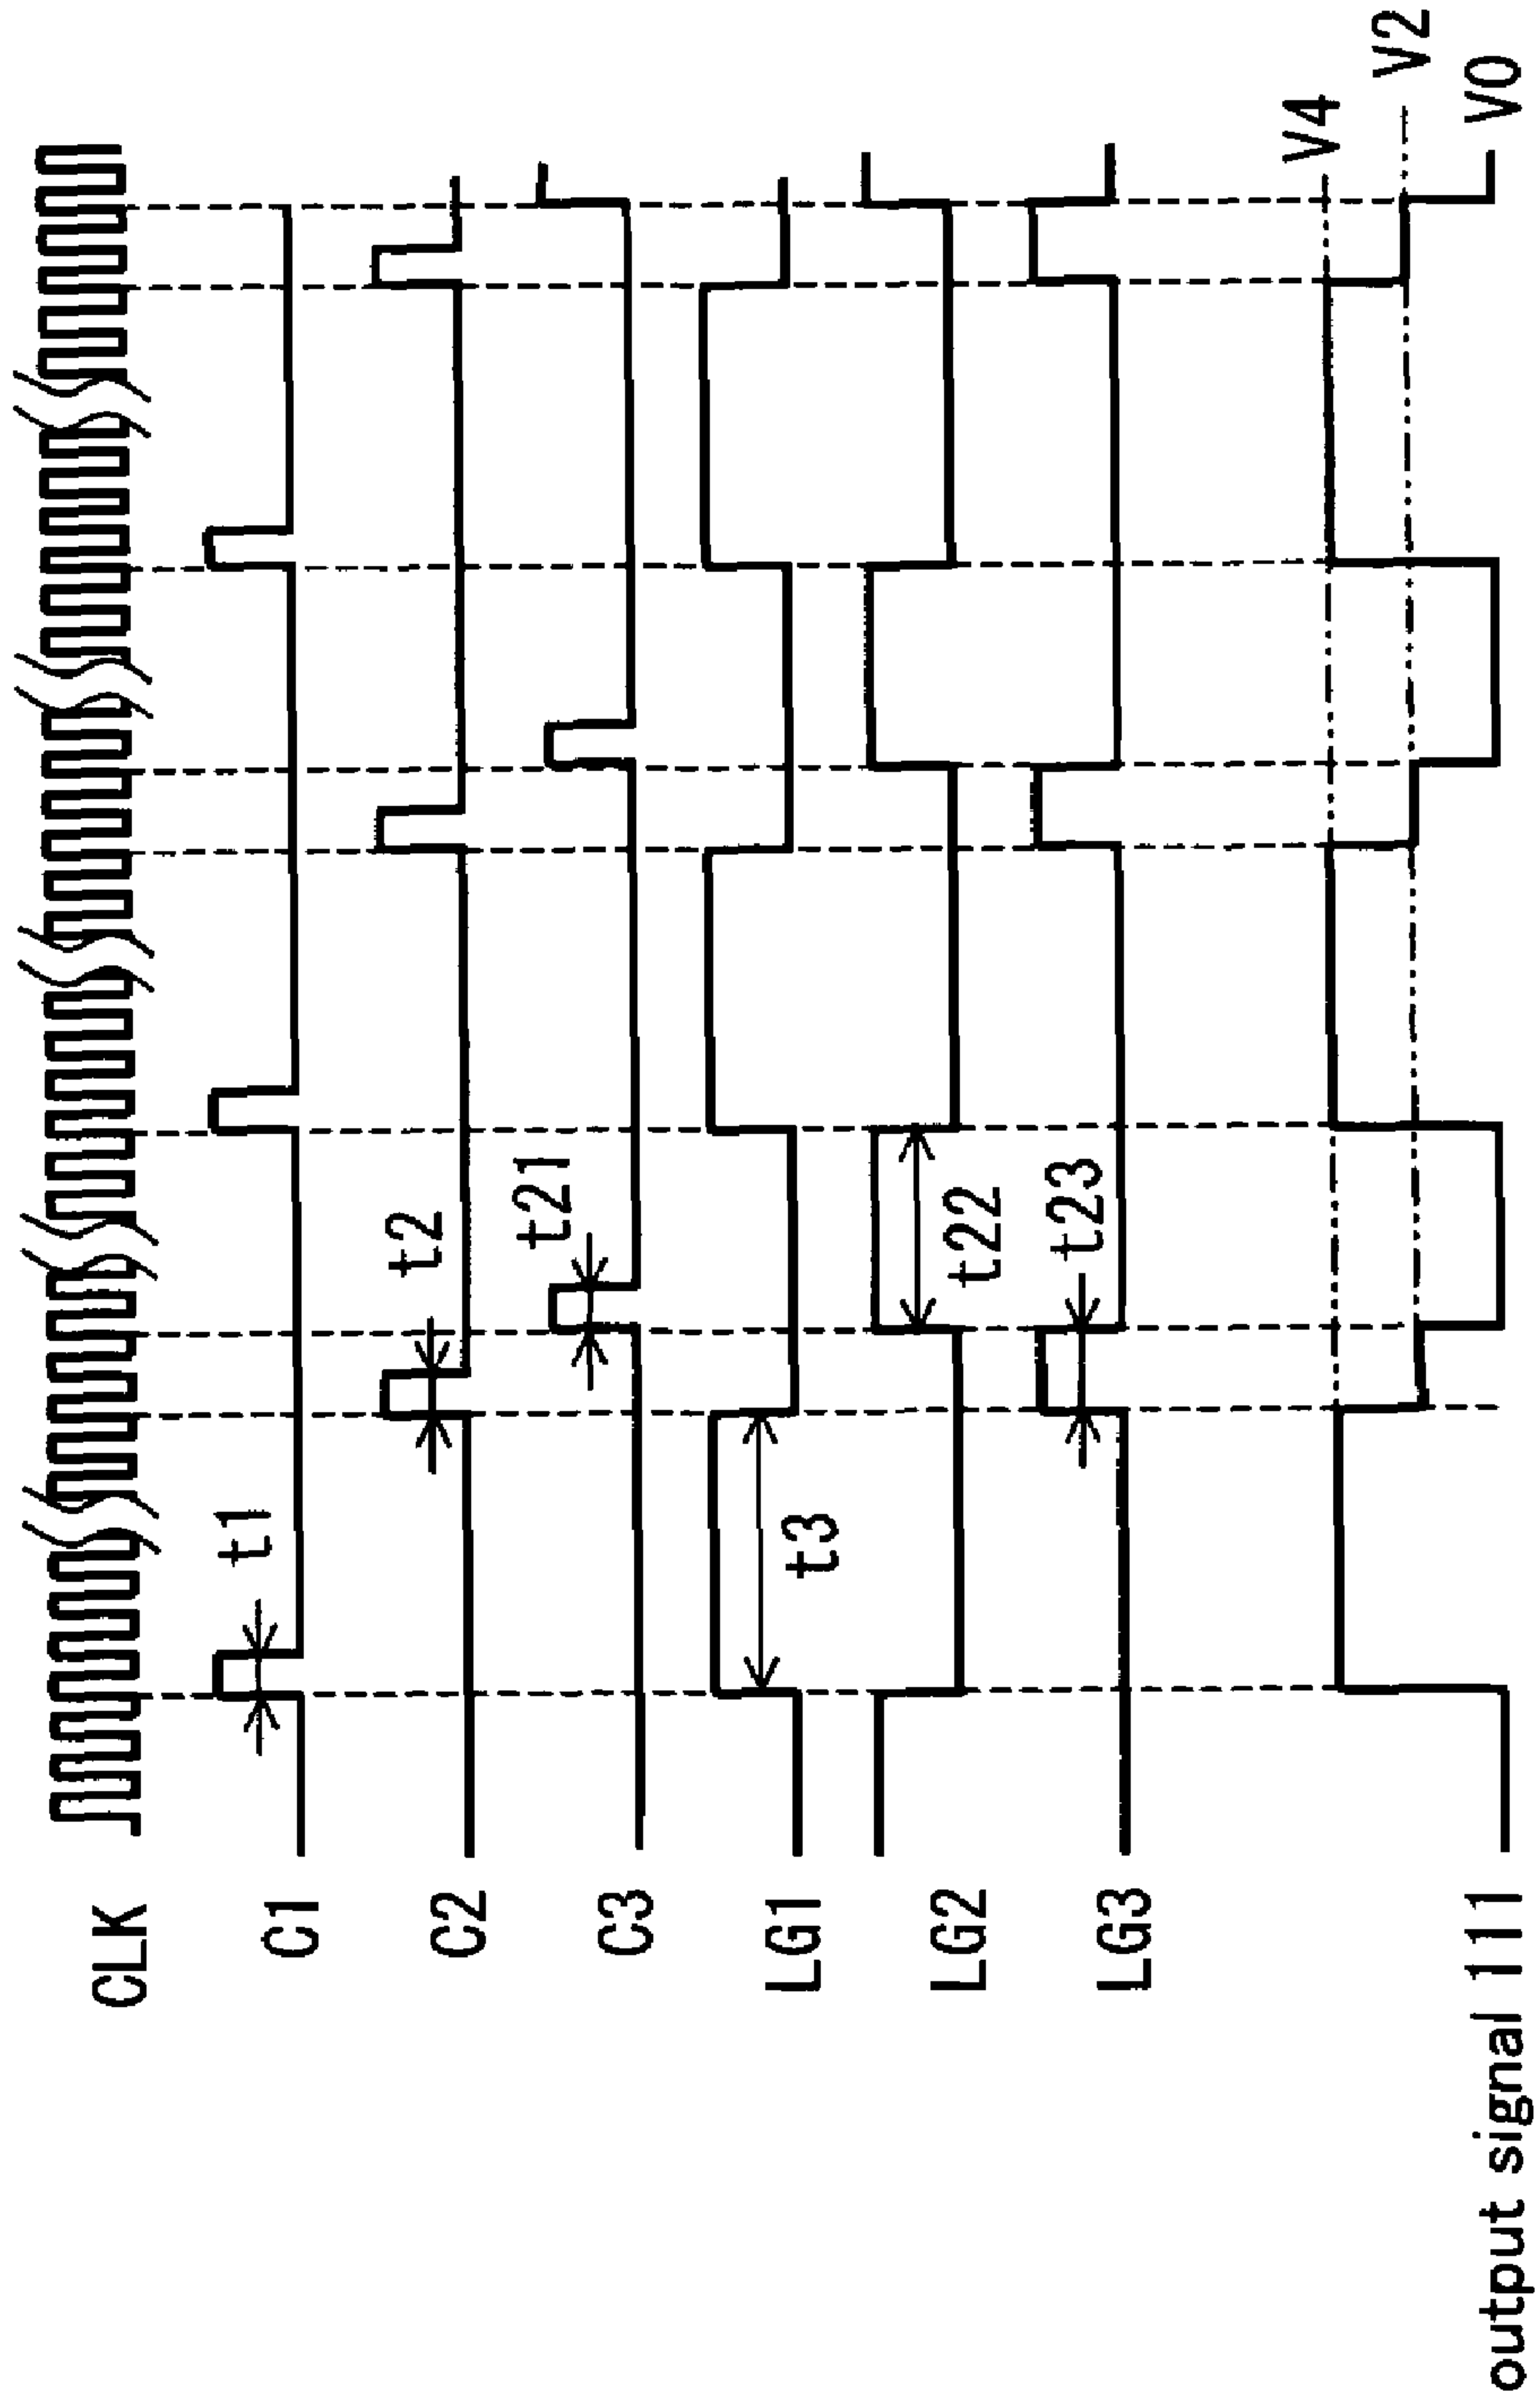 CLK
C1
t1
C2
t2
C3
t21
LG1
t3
LG2
t22
LG3
t23
V4
V2
V0
output signal 111